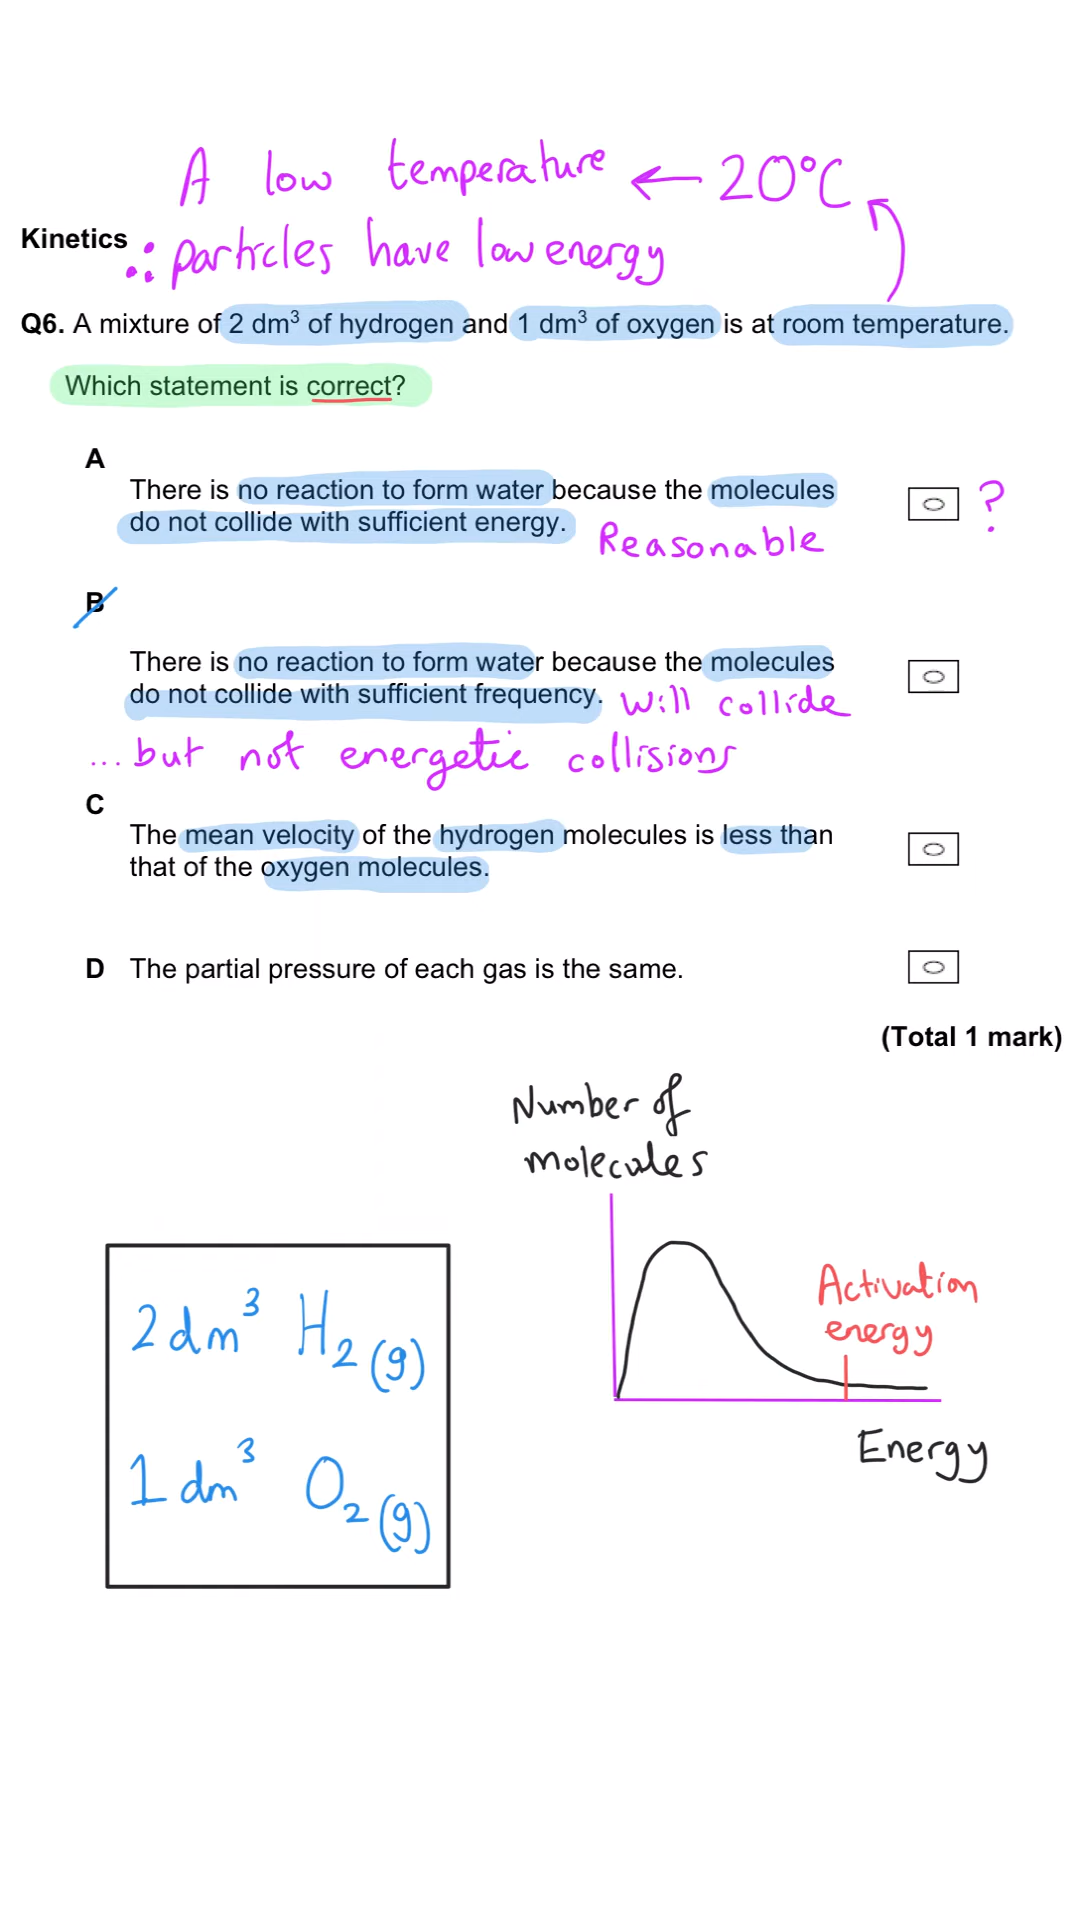 A low temperature ← 20°C
Kinetics
∴ particles have low energy
Q6. A mixture of 2 dm³ of hydrogen and 1 dm³ of oxygen is at room temperature.
Which statement is correct?
A
There is no reaction to form water because the molecules
do not collide with sufficient energy.
?
Reasonable
B
There is no reaction to form water because the molecules
do not collide with sufficient frequency.
will collide
...but not energetic collisions
C
The mean velocity of the hydrogen molecules is less than
that of the oxygen molecules.
D The partial pressure of each gas is the same.
(Total 1 mark)
Number of
molecules
Activation
energy
Energy
2dm³ H₂(g)
1dm³ O₂(g)